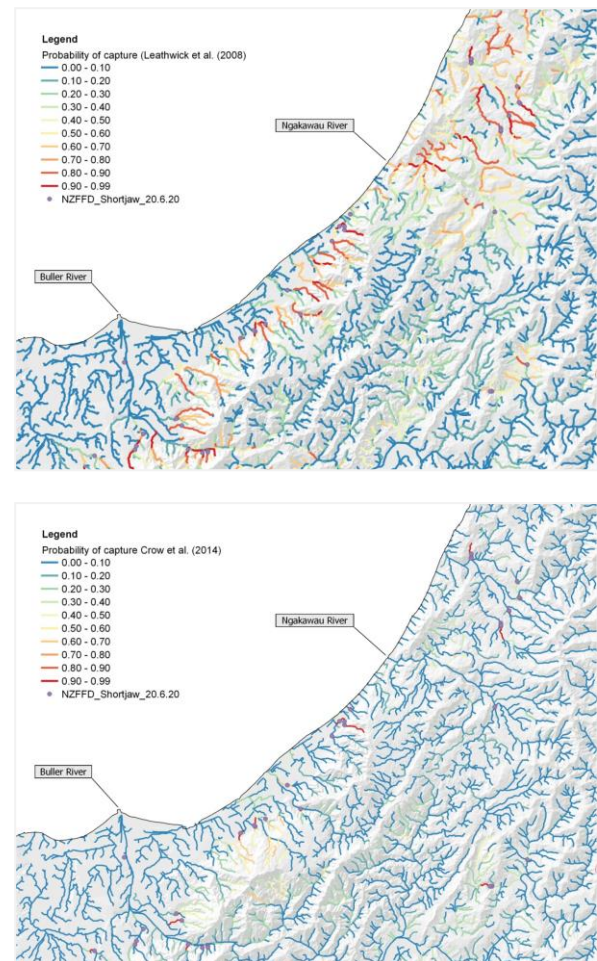 Legend
Probability of capture (Leathwick et al. (2008)
0.00 - 0.10
0.10 - 0.20
0.20 - 0.30
0.30 - 0.40
0.40 - 0.50
0.50 - 0.60
0.60 - 0.70
0.70 - 0.80
0.80 - 0.90
0.90 - 0.99
NZFFD_Shortjaw_20.6.20
Ngakawau River
Buller River
Legend
Probability of capture Crow et al. (2014)
0.00 - 0.10
0.10 - 0.20
0.20 - 0.30
0.30 - 0.40
0.40 - 0.50
0.50 - 0.60
0.60 - 0.70
0.70 - 0.80
0.80 - 0.90
0.90 - 0.99
NZFFD_Shortjaw_20.6.20
Ngakawau River
Buller River